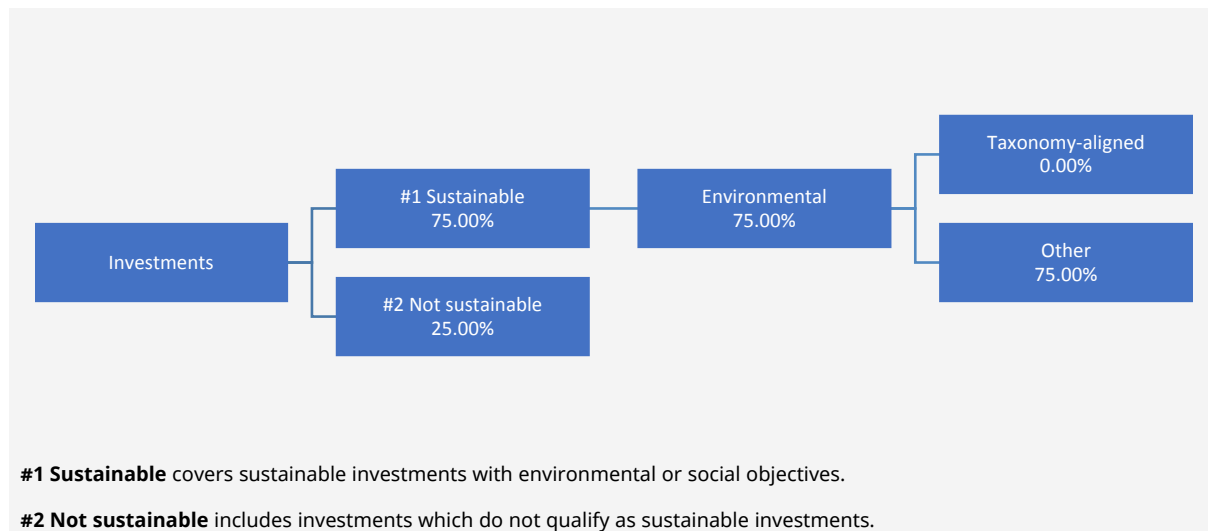 Investments
#1 Sustainable
75.00%
#2 Not sustainable
25.00%
Environmental
75.00%
Taxonomy-aligned
0.00%
Other
75.00%
#1 Sustainable covers sustainable investments with environmental or social objectives.
#2 Not sustainable includes investments which do not qualify as sustainable investments.